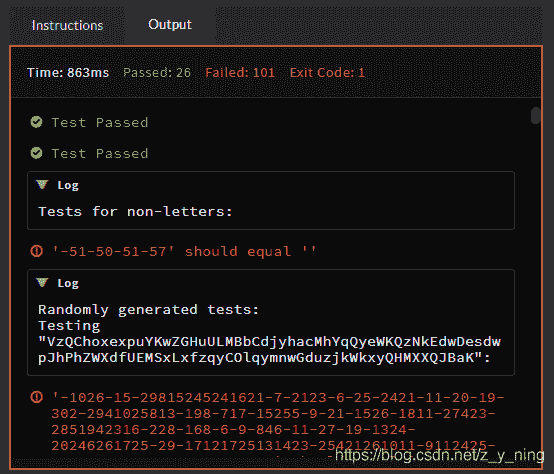 Instructions
Output
Time: 863ms Passed: 26 Failed: 101 Exit Code: 1
Test Passed
Test Passed
Log
Tests for non-letters:
'-51-50-51-57' should equal ''
Log
Randomly generated tests:
Testing
"VzQChoxexpuYKwZGHuULMBbCdjyhacMhYqQyeWKQzNkEdwDesdw
pJhPhZWXdfUEMSxLxfzqyCOlqymnwGduzjkWkxyQHMXXQJBaK":
'-1026-15-29815245241621-7-2123-6-25-2421-11-20-19-
302-2941025813-198-717-15255-9-21-1526-1811-27423-
2851942316-228-168-6-9-846-11-27-19-1324-
20246261725-29-17121725131423-25421261011-9112425-
https://blog.csdn.net/z_y_ning